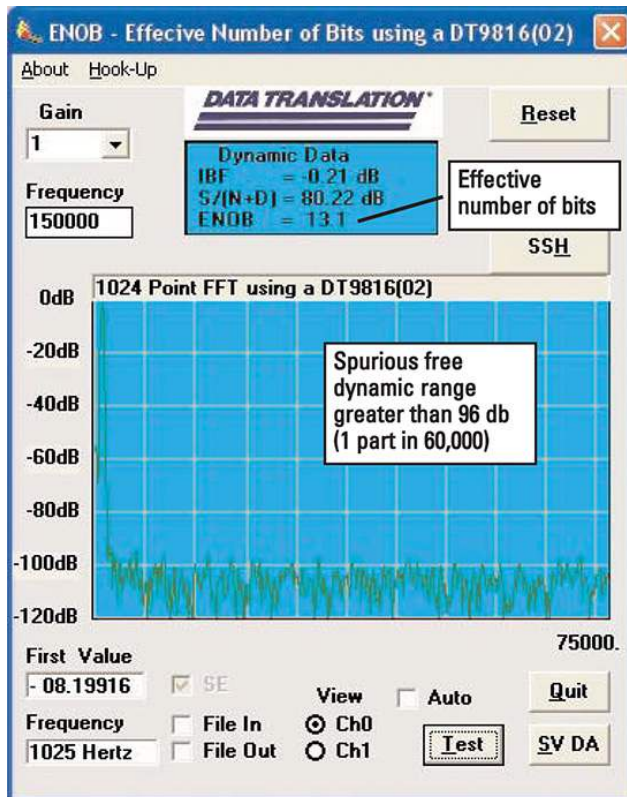 ENOB - Effecive Number of Bits using a DT9816(02)
About Hook-Up
Gain
1
DATA TRANSLATION
Reset
Dynamic Data
IBF = -0.21 dB
S/(N+D) = 80.22 dB
ENOB = 13.1
Effective
number of bits
Frequency
150000
SSH
1024 Point FFT using a DT9816(02)
0dB
-20dB
-40dB
-60dB
-80dB
-100dB
-120dB
Spurious free
dynamic range
greater than 96 db
(1 part in 60,000)
75000.
First Value
- 08.19916
SE
View
Auto
Quit
Frequency
1025 Hertz
File In
File Out
Ch0
Ch1
Test
SV DA